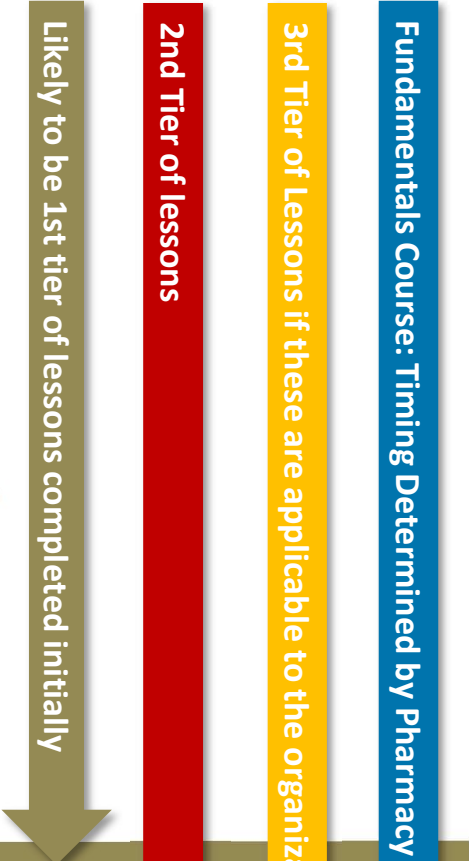 Likely to be 1st tier of lessons completed initially
2nd Tier of lessons
3rd Tier of Lessons if these are applicable to the
Fundamentals Course: Timing Determined by Pharmacy